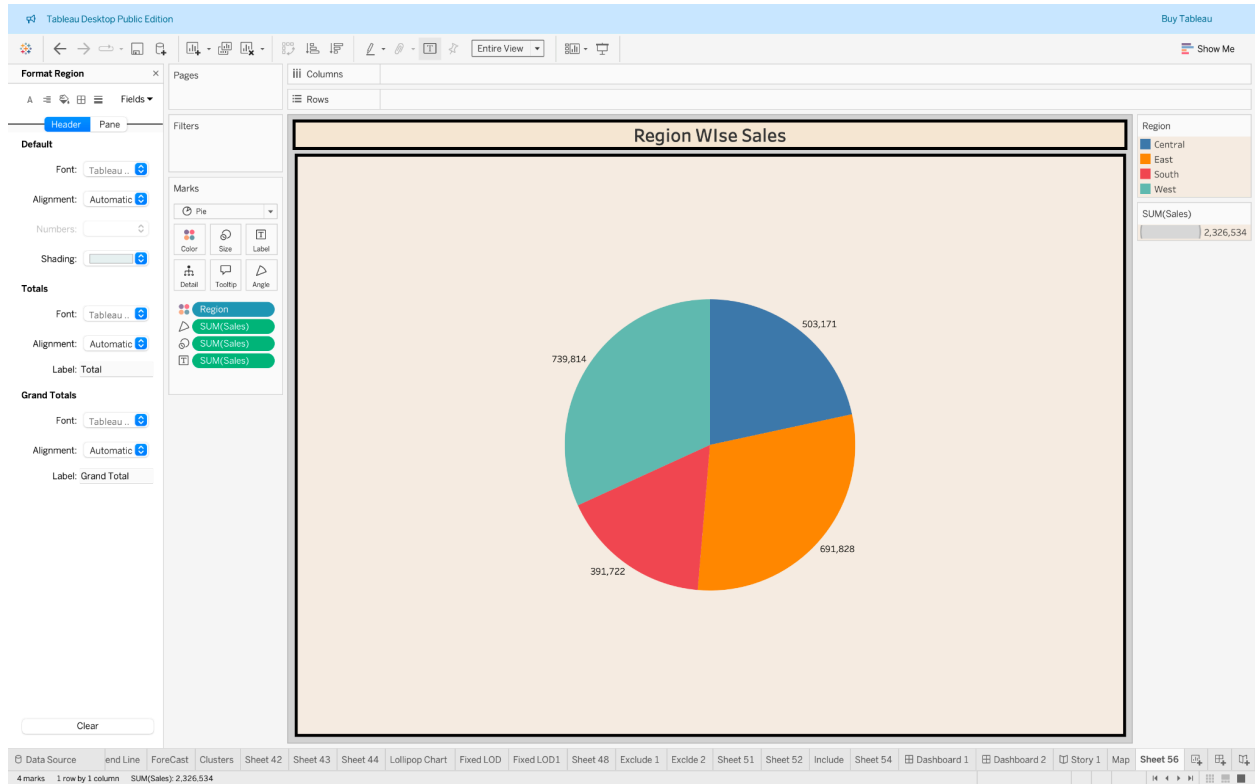 Tableau Desktop Public Edition
Buy Tableau
Entire View
Show Me
Format Region
Fields
Header
Pane
Default
Font: Tableau ..
Alignment: Automatic
Numbers:
Shading:
Totals
Font: Tableau ..
Alignment: Automatic
Label: Total
Grand Totals
Font: Tableau ..
Alignment: Automatic
Label: Grand Total
Clear
Pages
Filters
Marks
Pie
Color
Size
Label
Detail
Tooltip
Angle
Region
SUM(Sales)
SUM(Sales)
SUM(Sales)
Columns
Rows
Region WIse Sales
503,171
739,814
691,828
391,722
Region
Central
East
South
West
SUM(Sales)
2,326,534
Data Source
end Line
ForeCast
Clusters
Sheet 42
Sheet 43
Sheet 44
Lollipop Chart
Fixed LOD
Fixed LOD1
Sheet 48
Exclude 1
Exclde 2
Sheet 51
Sheet 52
Include
Sheet 54
Dashboard 1
Dashboard 2
Story 1
Map
Sheet 56
4 marks
1 row by 1 column
SUM(Sales): 2,326,534